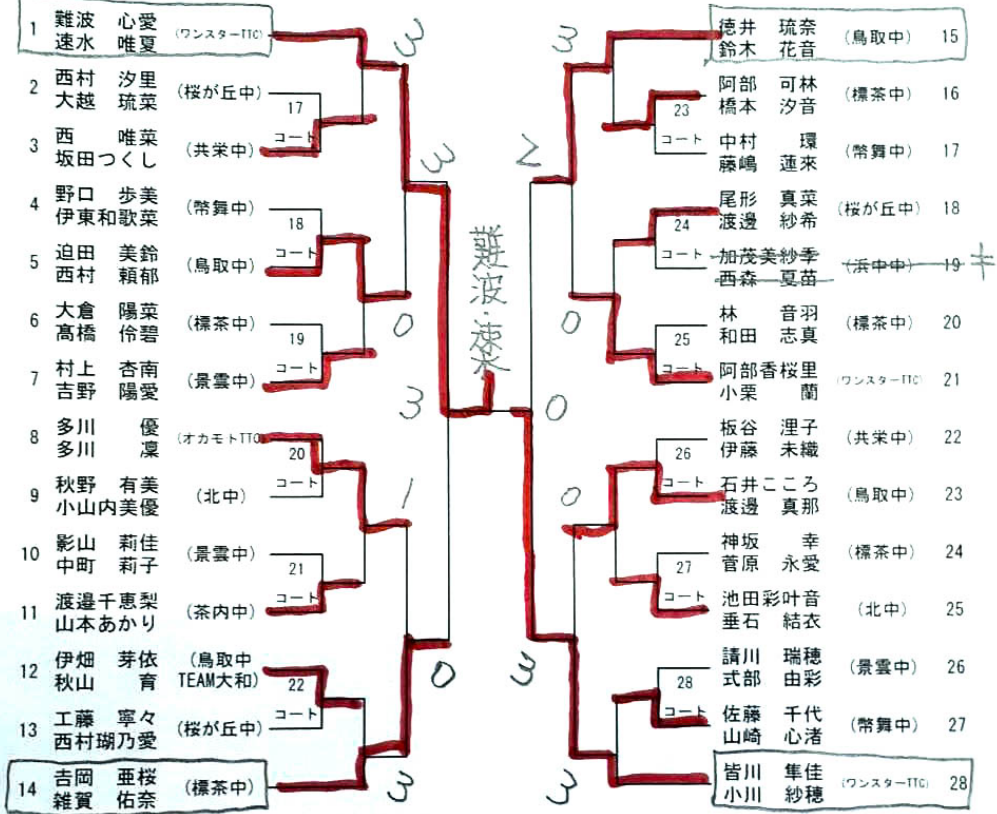 1 難波 心愛 (ワンスターTTC)
速水 唯夏
2 西村 汐里 (桜が丘中)
大越 琉菜
17
コート
3 西 唯菜 (共栄中)
坂田つくし
4 野口 歩美 (幣舞中)
伊東和歌菜
18
コート
5 迫田 美鈴 (鳥取中)
西村 頼郁
6 大倉 陽菜 (標茶中)
髙橋 伶碧
19
コート
7 村上 杏南 (景雲中)
吉野 陽愛
8 多川 優 (オカモトTTC)
多川 凜
20
コート
9 秋野 有美 (北中)
小山内美優
10 影山 莉佳 (景雲中)
中町 莉子
21
コート
11 渡邉千恵梨 (茶内中)
山本あかり
12 伊畑 芽依 (鳥取中
秋山 育 TEAM大和)
22
コート
13 工藤 寧々 (桜が丘中)
西村瑚乃愛
14 吉岡 亜桜 (標茶中)
雑賀 佑奈
3
3
0
3
1
0
3
難波・速水
3
2
0
0
0
3
3
徳井 琉奈 (鳥取中) 15
鈴木 花音
阿部 可林 (標茶中) 16
橋本 汐音
23
コート
中村 環 (幣舞中) 17
藤嶋 蓮來
尾形 真菜 (桜が丘中) 18
渡邊 紗希
24
コート
加茂美紗季 (浜中中) 19 キ
西森 夏苗
林 音羽 (標茶中) 20
和田 志真
25
コート
阿部香桜里 (ワンスターTTC) 21
小栗 蘭
板谷 浬子 (共栄中) 22
伊藤 未織
26
コート
石井こころ (鳥取中) 23
渡邉 真那
神坂 幸 (標茶中) 24
菅原 永愛
27
コート
池田彩叶音 (北中) 25
垂石 結衣
請川 瑞穂 (景雲中) 26
式部 由彩
28
コート
佐藤 千代 (幣舞中) 27
山崎 心渚
皆川 隼佳 (ワンスターTTC) 28
小川 紗穂